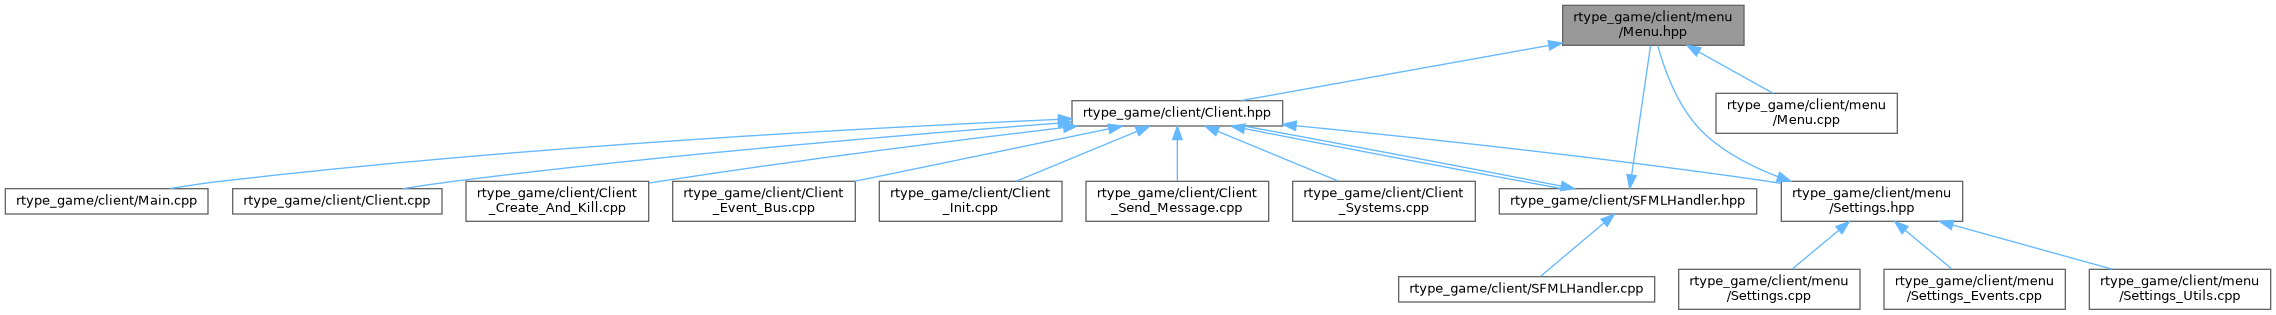 rtype_game/client/menu
/Menu.hpp
rtype_game/client/Client.hpp
rtype_game/client/menu
/Menu.cpp
rtype_game/client/Main.cpp
rtype_game/client/Client.cpp
rtype_game/client/Client
_Create_And_Kill.cpp
rtype_game/client/Client
_Event_Bus.cpp
rtype_game/client/Client
_Init.cpp
rtype_game/client/Client
_Send_Message.cpp
rtype_game/client/Client
_Systems.cpp
rtype_game/client/SFMLHandler.hpp
rtype_game/client/menu
/Settings.hpp
rtype_game/client/SFMLHandler.cpp
rtype_game/client/menu
/Settings.cpp
rtype_game/client/menu
/Settings_Events.cpp
rtype_game/client/menu
/Settings_Utils.cpp